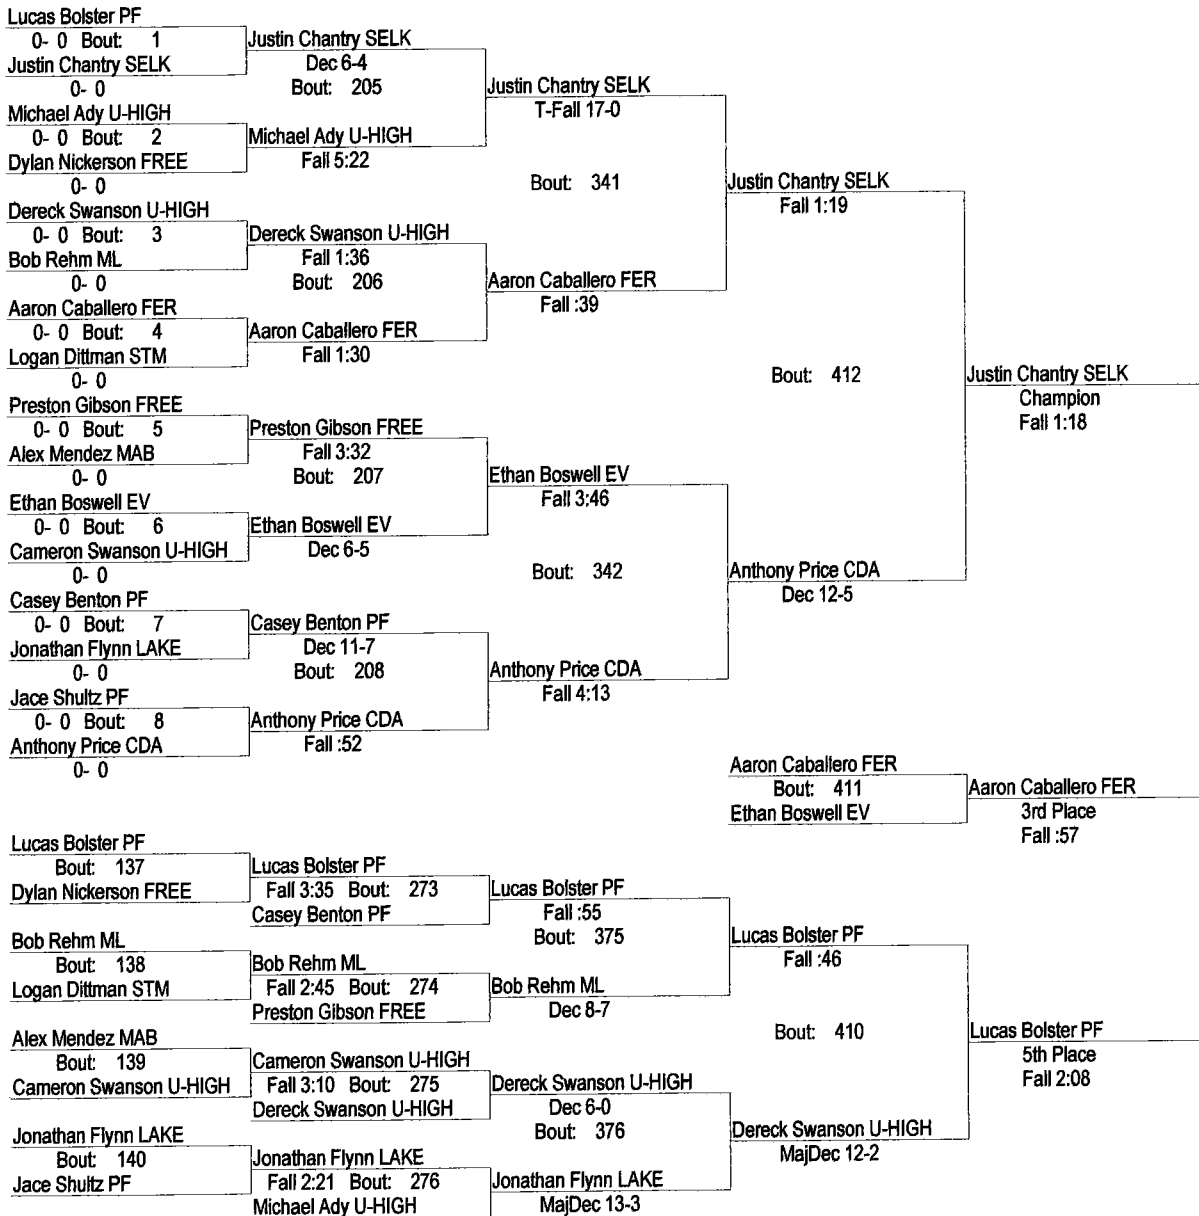 Lucas Bolster PF
0- 0 Bout: 1
Justin Chantry SELK
0- 0
Michael Ady U-HIGH
0- 0 Bout: 2
Dylan Nickerson FREE
0- 0
Dereck Swanson U-HIGH
0- 0 Bout: 3
Bob Rehm ML
0- 0
Aaron Caballero FER
0- 0 Bout: 4
Logan Dittman STM
0- 0
Preston Gibson FREE
0- 0 Bout: 5
Alex Mendez MAB
0- 0
Ethan Boswell EV
0- 0 Bout: 6
Cameron Swanson U-HIGH
0- 0
Casey Benton PF
0- 0 Bout: 7
Jonathan Flynn LAKE
0- 0
Jace Shultz PF
0- 0 Bout: 8
Anthony Price CDA
0- 0
Justin Chantry SELK
Dec 6-4
Bout: 205
Michael Ady U-HIGH
Fall 5:22
Dereck Swanson U-HIGH
Fall 1:36
Bout: 206
Aaron Caballero FER
Fall 1:30
Preston Gibson FREE
Fall 3:32
Bout: 207
Ethan Boswell EV
Dec 6-5
Casey Benton PF
Dec 11-7
Bout: 208
Anthony Price CDA
Fall :52
Justin Chantry SELK
T-Fall 17-0
Bout: 341
Aaron Caballero FER
Fall :39
Ethan Boswell EV
Fall 3:46
Bout: 342
Anthony Price CDA
Fall 4:13
Justin Chantry SELK
Fall 1:19
Bout: 412
Anthony Price CDA
Dec 12-5
Justin Chantry SELK
Champion
Fall 1:18
Aaron Caballero FER
Bout: 411
Ethan Boswell EV
Aaron Caballero FER
3rd Place
Fall :57
Lucas Bolster PF
Bout: 137
Dylan Nickerson FREE
Bob Rehm ML
Bout: 138
Logan Dittman STM
Alex Mendez MAB
Bout: 139
Cameron Swanson U-HIGH
Jonathan Flynn LAKE
Bout: 140
Jace Shultz PF
Lucas Bolster PF
Fall 3:35 Bout: 273
Casey Benton PF
Bob Rehm ML
Fall 2:45 Bout: 274
Preston Gibson FREE
Cameron Swanson U-HIGH
Fall 3:10 Bout: 275
Dereck Swanson U-HIGH
Jonathan Flynn LAKE
Fall 2:21 Bout: 276
Michael Ady U-HIGH
Lucas Bolster PF
Fall :55
Bout: 375
Bob Rehm ML
Dec 8-7
Dereck Swanson U-HIGH
Dec 6-0
Bout: 376
Jonathan Flynn LAKE
MajDec 13-3
Lucas Bolster PF
Fall :46
Bout: 410
Dereck Swanson U-HIGH
MajDec 12-2
Lucas Bolster PF
5th Place
Fall 2:08